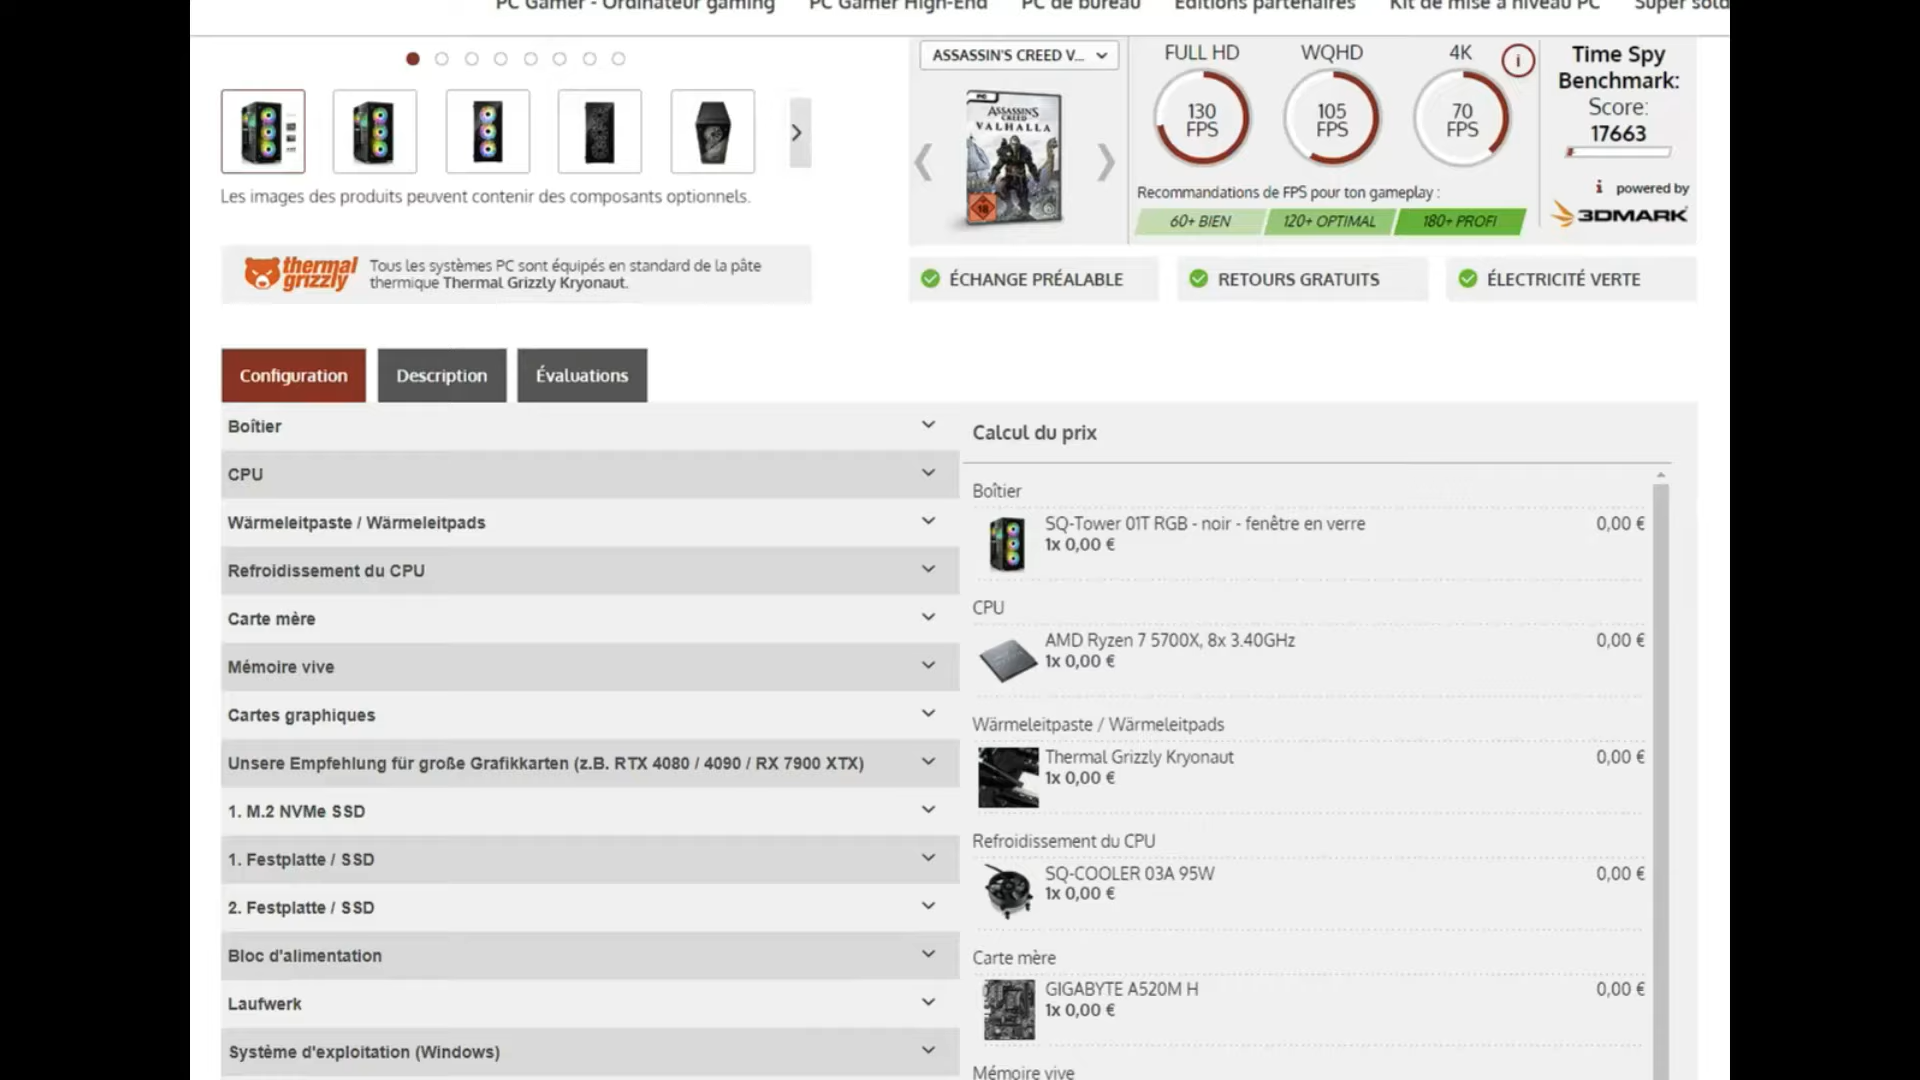 PC Gamer - Ordinateur gaming
PC Gamer High-End
PC de bureau
Éditions partenaires
Kit de mise à niveau PC
Super sold
Les images des produits peuvent contenir des composants optionnels.
thermal
grizzly
Tous les systèmes PC sont équipés en standard de la pâte
thermique Thermal Grizzly Kryonaut.
ASSASSIN'S CREED V...
PC
ASSASSIN'S
CREED
VALHALLA
18
FULL HD
130
FPS
WQHD
105
FPS
4K
70
FPS
i
Recommandations de FPS pour ton gameplay :
60+ BIEN
120+ OPTIMAL
180+ PROFI
Time Spy
Benchmark:
Score:
17663
i powered by
3DMARK
ÉCHANGE PRÉALABLE
RETOURS GRATUITS
ÉLECTRICITÉ VERTE
Configuration
Description
Évaluations
Boîtier
CPU
Wärmeleitpaste / Wärmeleitpads
Refroidissement du CPU
Carte mère
Mémoire vive
Cartes graphiques
Unsere Empfehlung für große Grafikkarten (z.B. RTX 4080 / 4090 / RX 7900 XTX)
1. M.2 NVMe SSD
1. Festplatte / SSD
2. Festplatte / SSD
Bloc d'alimentation
Laufwerk
Système d'exploitation (Windows)
Calcul du prix
Boîtier
SQ-Tower 01T RGB - noir - fenêtre en verre 0,00 €
1x 0,00 €
CPU
AMD Ryzen 7 5700X, 8x 3.40GHz 0,00 €
1x 0,00 €
Wärmeleitpaste / Wärmeleitpads
Thermal Grizzly Kryonaut 0,00 €
1x 0,00 €
Refroidissement du CPU
SQ-COOLER 03A 95W 0,00 €
1x 0,00 €
Carte mère
GIGABYTE A520M H 0,00 €
1x 0,00 €
Mémoire vive